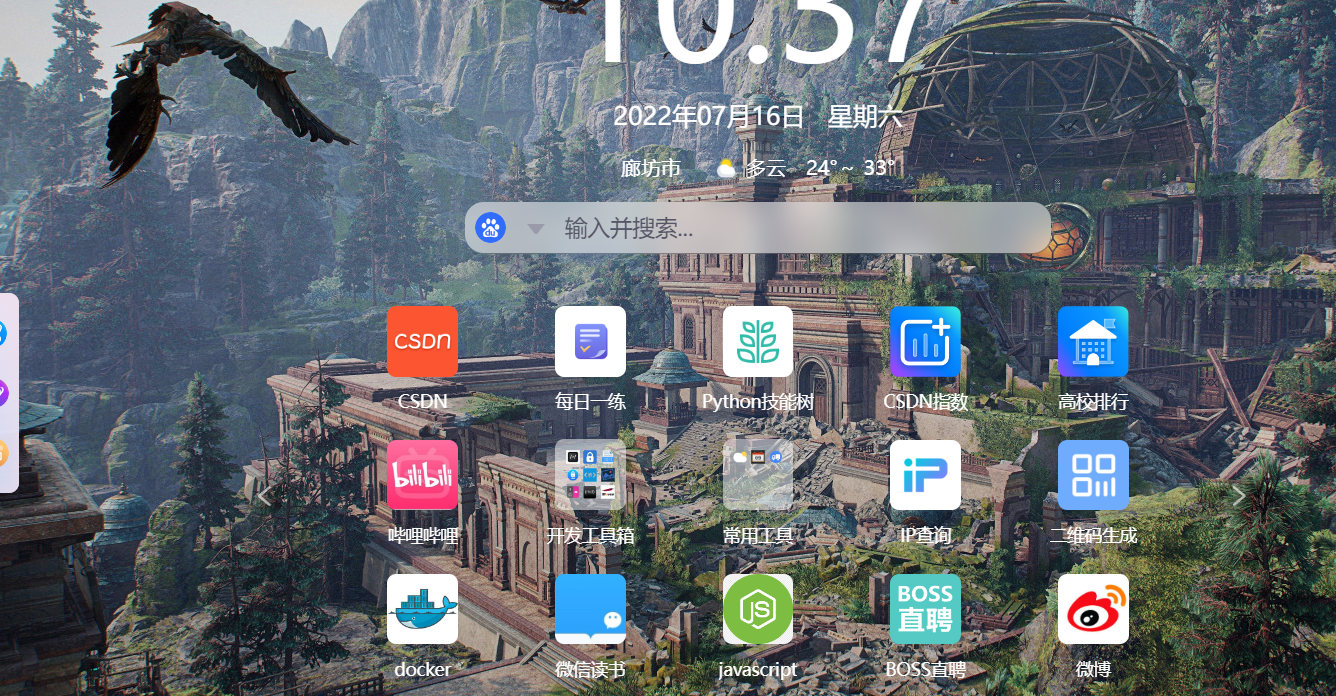 10:37
2022年07月16日 星期六
廊坊市 多云 24° ~ 33°
du 输入并搜索...
CSDN
CSDN 每日一练 Python技能树 CSDN指数 高校排行
bilibili IP
哔哩哔哩 开发工具箱 常用工具 IP查询 二维码生成
JS BOSS
直聘
docker 微信读书 javascript BOSS直聘 微博